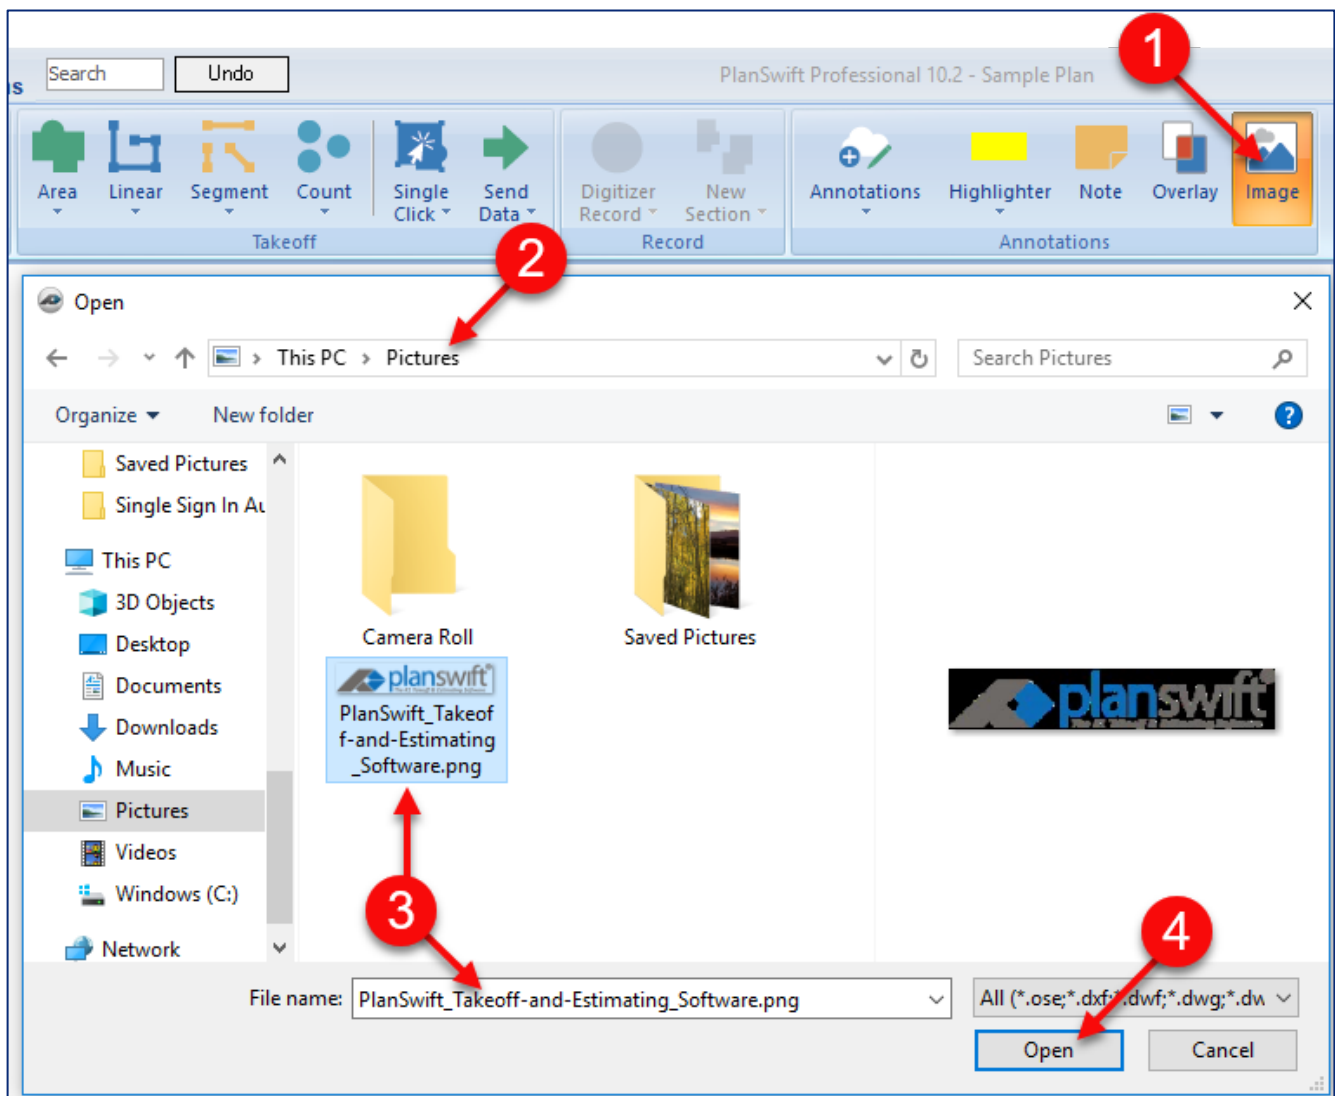 1
Search
Undo
PlanSwift Professional 10.2 - Sample Plan
s
Area
Linear
Segment
Count
Single
Click
Send
Data
Digitizer
Record
New
Section
Annotations
Highlighter
Note
Overlay
Image
Takeoff
Record
Annotations
2
Open
This PC > Pictures
Search Pictures
Organize
New folder
?
Saved Pictures
Single Sign In Au
This PC
3D Objects
Desktop
Documents
Downloads
Music
Pictures
Videos
Windows (C:)
Network
Camera Roll
Saved Pictures
planswift
PlanSwift_Takeof
f-and-Estimating
_Software.png
planswift
3
4
File name:
PlanSwift_Takeoff-and-Estimating_Software.png
All (*.ose;*.dxf;*.dwf;*.dwg;*.dw
Open
Cancel